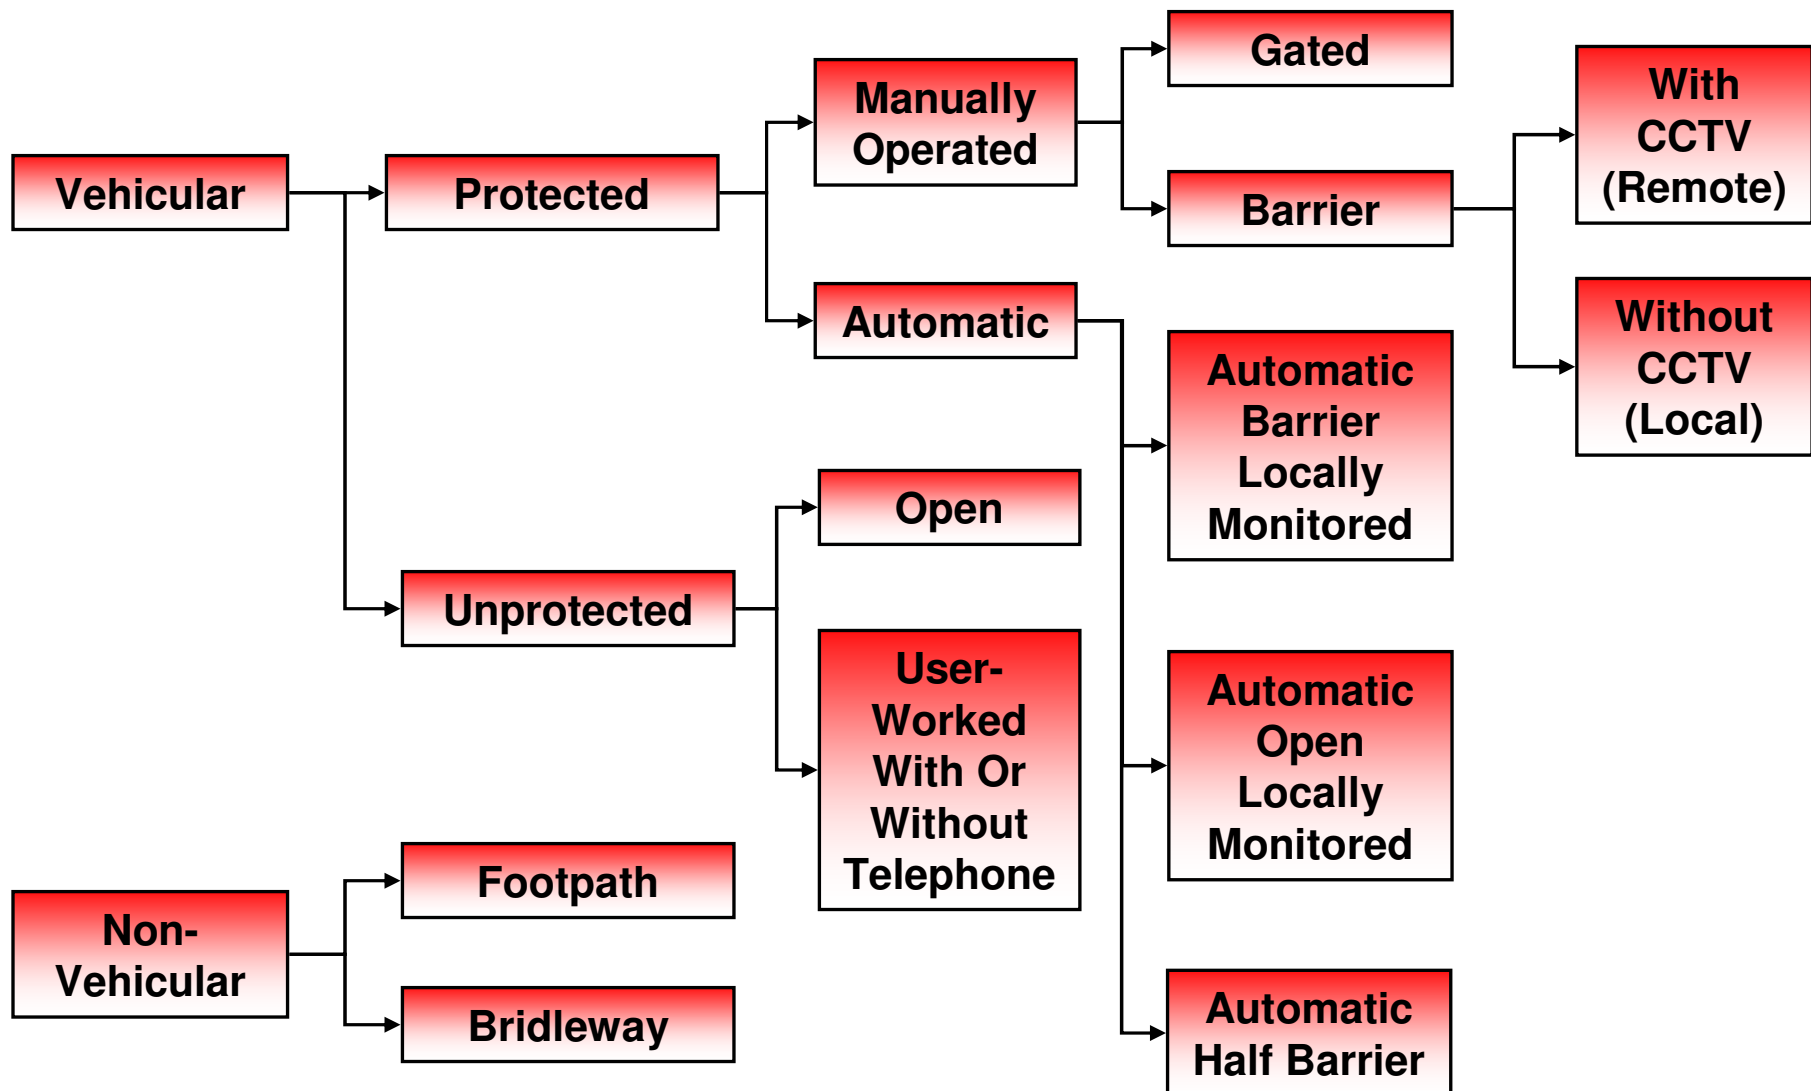 Vehicular
Protected
Manually
Operated
Gated
Barrier
With
CCTV
(Remote)
Without
CCTV
(Local)
Automatic
Automatic
Barrier
Locally
Monitored
Automatic
Open
Locally
Monitored
Automatic
Half Barrier
Unprotected
Open
User-
Worked
With Or
Without
Telephone
Non-
Vehicular
Footpath
Bridleway